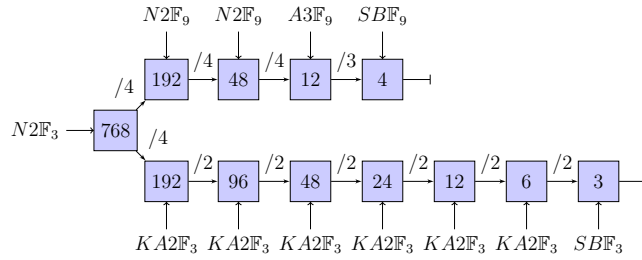 N2𝔽₉ N2𝔽₉ A3𝔽₉ SB𝔽₉
/4 /4 /4 /3
192 48 12 4
N2𝔽₃ 768
/4 /2 /2 /2 /2 /2 /2
192 96 48 24 12 6 3
KA2𝔽₃ KA2𝔽₃ KA2𝔽₃ KA2𝔽₃ KA2𝔽₃ KA2𝔽₃ SB𝔽₃